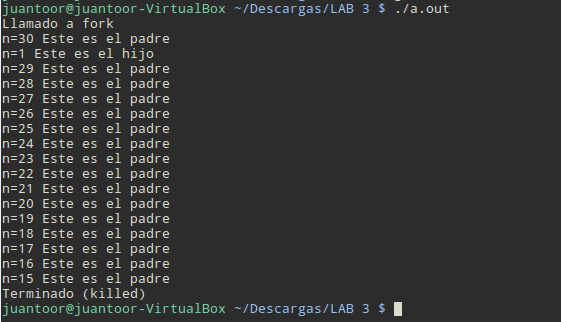 juantoor@juantoor-VirtualBox ~/Descargas/LAB 3 $ ./a.out
Llamado a fork
n=30 Este es el padre
n=1 Este es el hijo
n=29 Este es el padre
n=28 Este es el padre
n=27 Este es el padre
n=26 Este es el padre
n=25 Este es el padre
n=24 Este es el padre
n=23 Este es el padre
n=22 Este es el padre
n=21 Este es el padre
n=20 Este es el padre
n=19 Este es el padre
n=18 Este es el padre
n=17 Este es el padre
n=16 Este es el padre
n=15 Este es el padre
Terminado (killed)
juantoor@juantoor-VirtualBox ~/Descargas/LAB 3 $